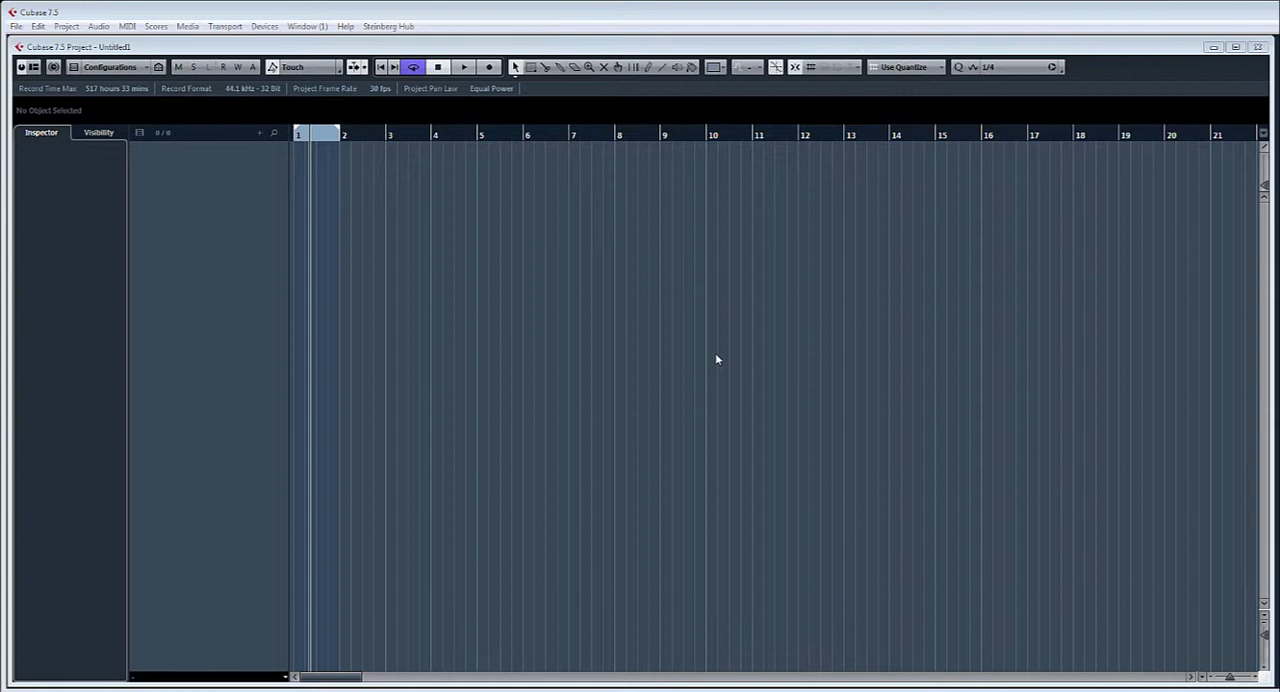 Cubase 7.5
File Edit Project Audio MIDI Scores Media Transport Devices Window (1) Help Steinberg Hub
Cubase 7.5 Project - Untitled1
Configurations M S L R W A Touch Use Quantize Q 1/4
Record Time Max 517 hours 33 mins Record Format 44.1 kHz - 32 Bit Project Frame Rate 30 fps Project Pan Law Equal Power
No Object Selected
Inspector Visibility 0 / 0 + 1 2 3 4 5 6 7 8 9 10 11 12 13 14 15 16 17 18 19 20 21